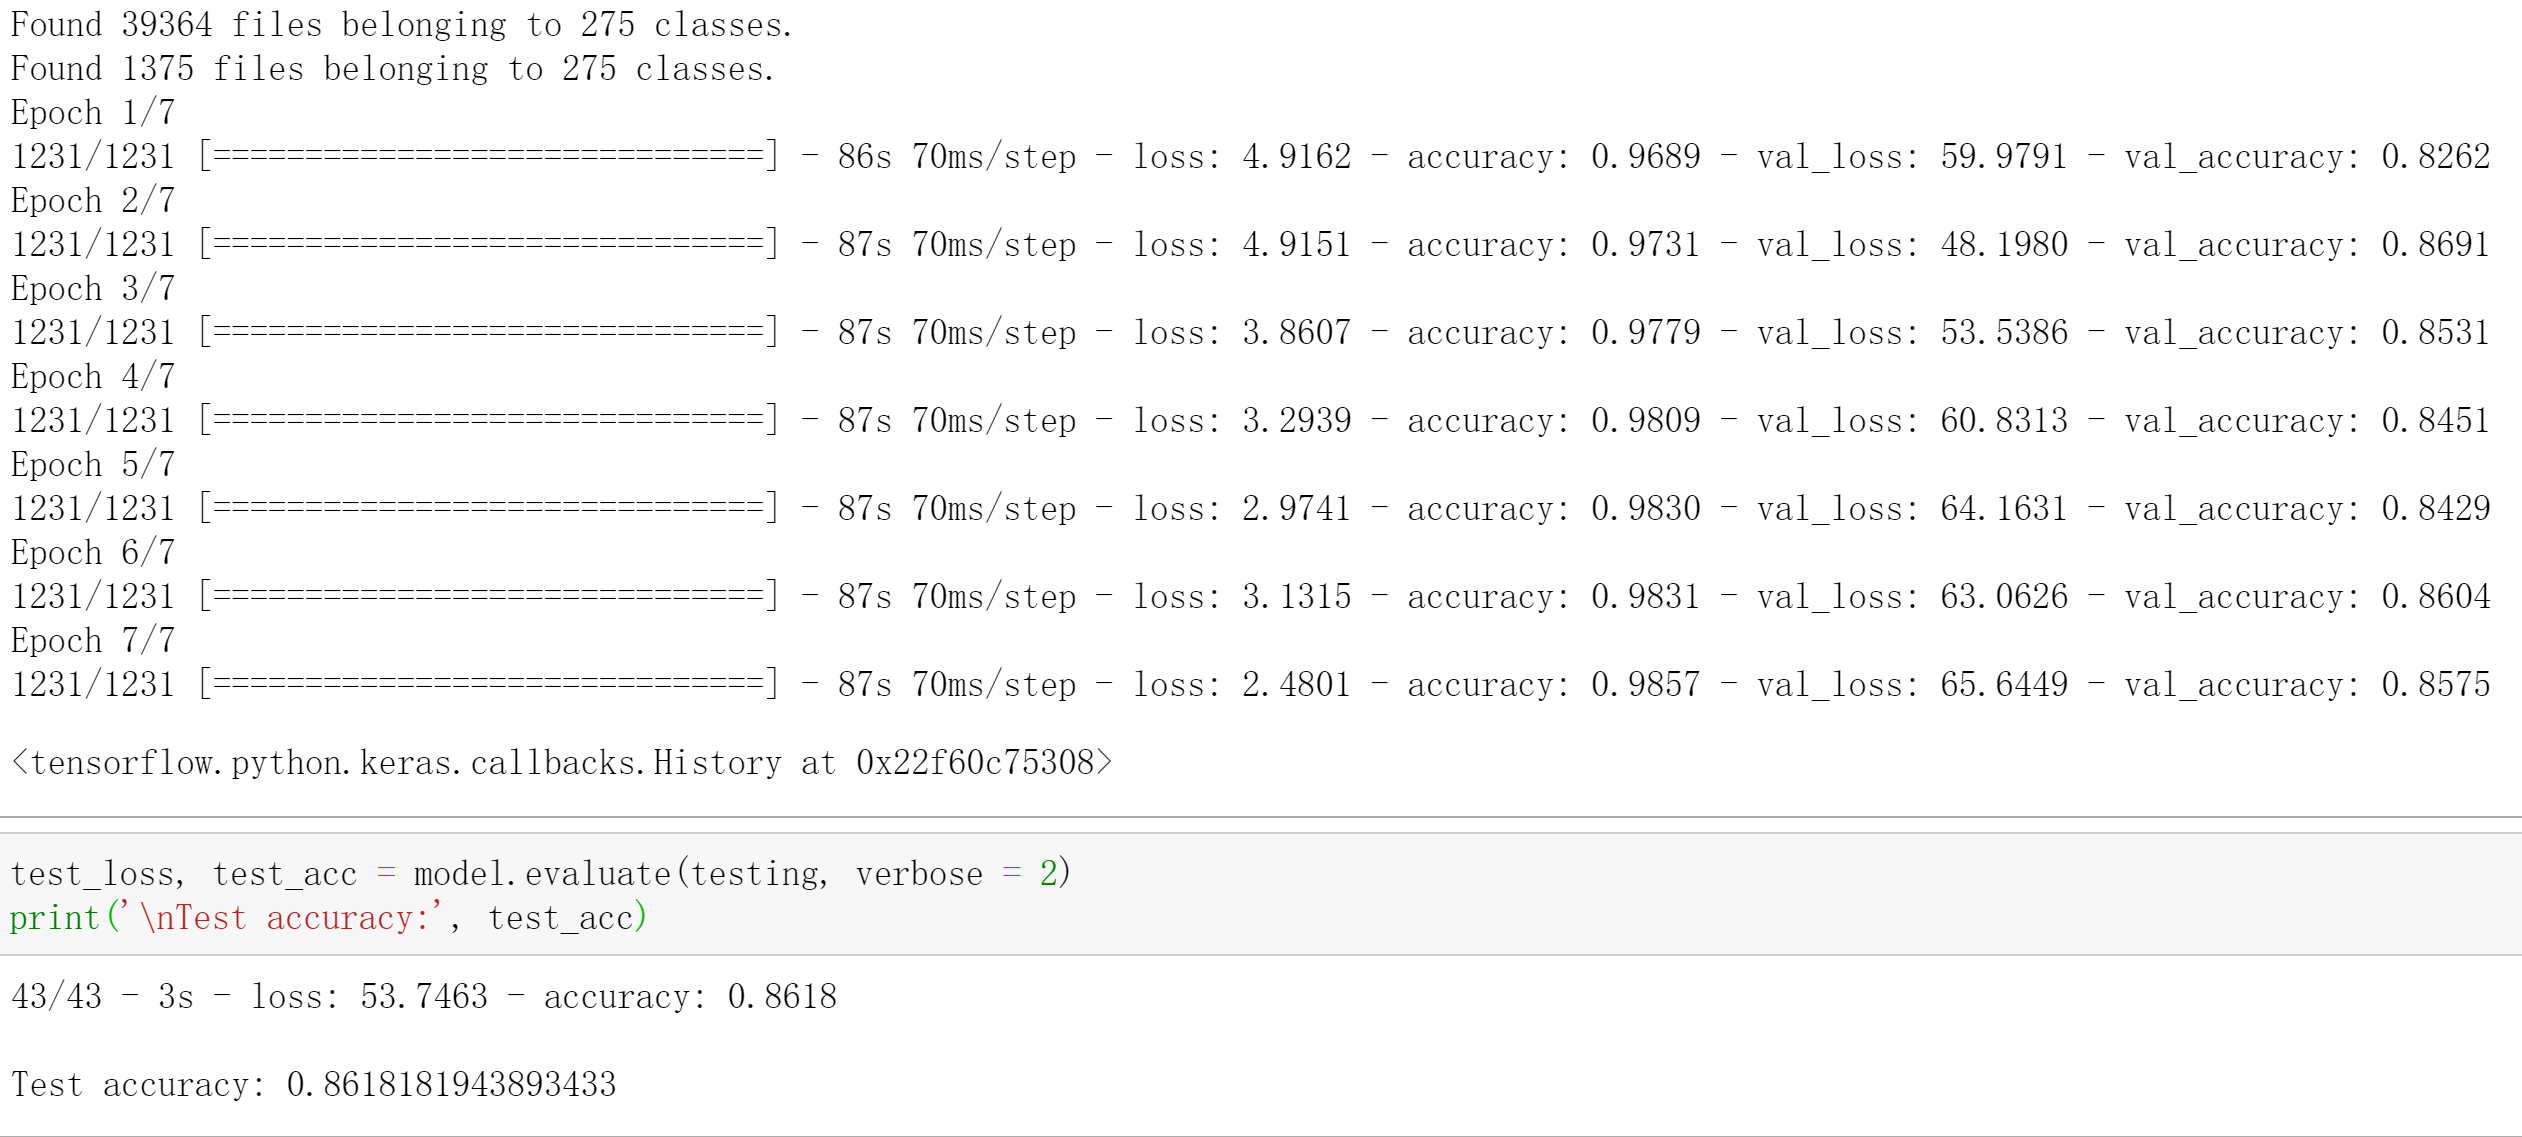 Found 39364 files belonging to 275 classes.
Found 1375 files belonging to 275 classes.
Epoch 1/7
1231/1231 [==============================] - 86s 70ms/step - loss: 4.9162 - accuracy: 0.9689 - val_loss: 59.9791 - val_accuracy: 0.8262
Epoch 2/7
1231/1231 [==============================] - 87s 70ms/step - loss: 4.9151 - accuracy: 0.9731 - val_loss: 48.1980 - val_accuracy: 0.8691
Epoch 3/7
1231/1231 [==============================] - 87s 70ms/step - loss: 3.8607 - accuracy: 0.9779 - val_loss: 53.5386 - val_accuracy: 0.8531
Epoch 4/7
1231/1231 [==============================] - 87s 70ms/step - loss: 3.2939 - accuracy: 0.9809 - val_loss: 60.8313 - val_accuracy: 0.8451
Epoch 5/7
1231/1231 [==============================] - 87s 70ms/step - loss: 2.9741 - accuracy: 0.9830 - val_loss: 64.1631 - val_accuracy: 0.8429
Epoch 6/7
1231/1231 [==============================] - 87s 70ms/step - loss: 3.1315 - accuracy: 0.9831 - val_loss: 63.0626 - val_accuracy: 0.8604
Epoch 7/7
1231/1231 [==============================] - 87s 70ms/step - loss: 2.4801 - accuracy: 0.9857 - val_loss: 65.6449 - val_accuracy: 0.8575
<tensorflow.python.keras.callbacks.History at 0x22f60c75308>
test_loss, test_acc = model.evaluate(testing, verbose = 2)
print('\nTest accuracy:', test_acc)
43/43 - 3s - loss: 53.7463 - accuracy: 0.8618
Test accuracy: 0.8618181943893433